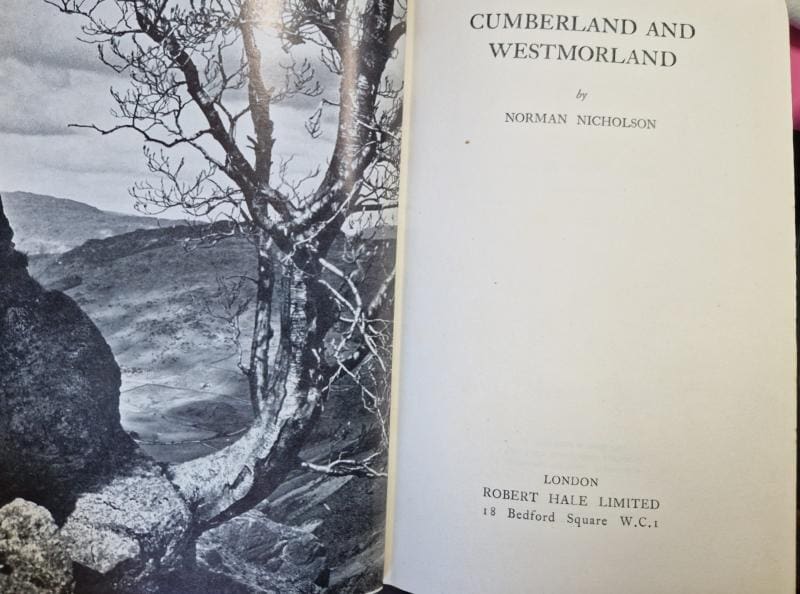 CUMBERLAND AND
WESTMORLAND
by
NORMAN NICHOLSON
LONDON
ROBERT HALE LIMITED
18 Bedford Square W.C.1